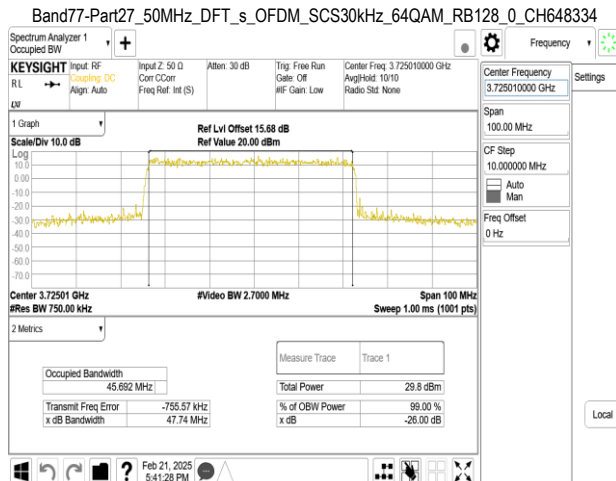 Band77-Part27_50MHz_DFT_s_OFDM_SCS30kHz_64QAM_RB128_0_CH648334
Spectrum Analyzer 1
Occupied BW
Frequency
KEYSIGHT
RL
Input: RF
Coupling: DC
Align: Auto
Input Z: 50 Ω
Corr CCorr
Freq Ref: Int (S)
Atten: 30 dB
Trig: Free Run
Gate: Off
#IF Gain: Low
Center Freq: 3.725010000 GHz
Avg|Hold: 10/10
Radio Std: None
Center Frequency
3.725010000 GHz
Settings
Span
100.00 MHz
CF Step
10.000000 MHz
Auto
Man
Freq Offset
0 Hz
Local
1 Graph
Scale/Div 10.0 dB
Ref Lvl Offset 15.68 dB
Ref Value 20.00 dBm
Log
10.0
0.00
-10.0
-20.0
-30.0
-40.0
-50.0
-60.0
-70.0
Center 3.72501 GHz
#Res BW 750.00 kHz
#Video BW 2.7000 MHz
Span 100 MHz
Sweep 1.00 ms (1001 pts)
2 Metrics
Measure Trace Trace 1
Occupied Bandwidth
45.692 MHz
Total Power 29.8 dBm
Transmit Freq Error -755.57 kHz
% of OBW Power 99.00 %
x dB Bandwidth 47.74 MHz
x dB -26.00 dB
Feb 21, 2025
5:41:28 PM